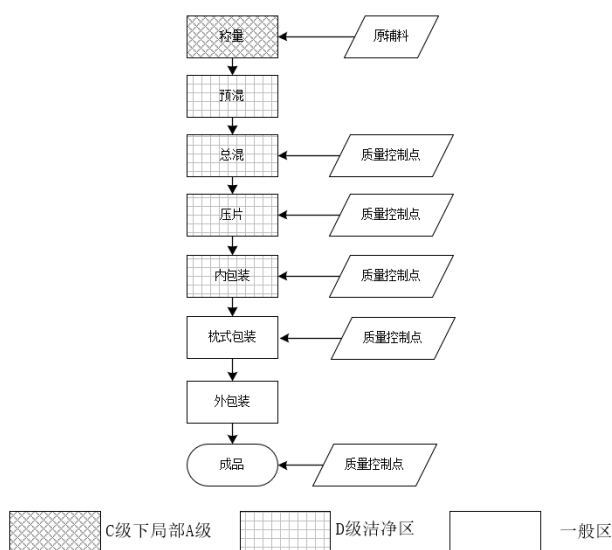 称量
原辅料
预混
总混
质量控制点
压片
质量控制点
内包装
质量控制点
枕式包装
质量控制点
外包装
成品
质量控制点
C级下局部A级
D级洁净区
一般区